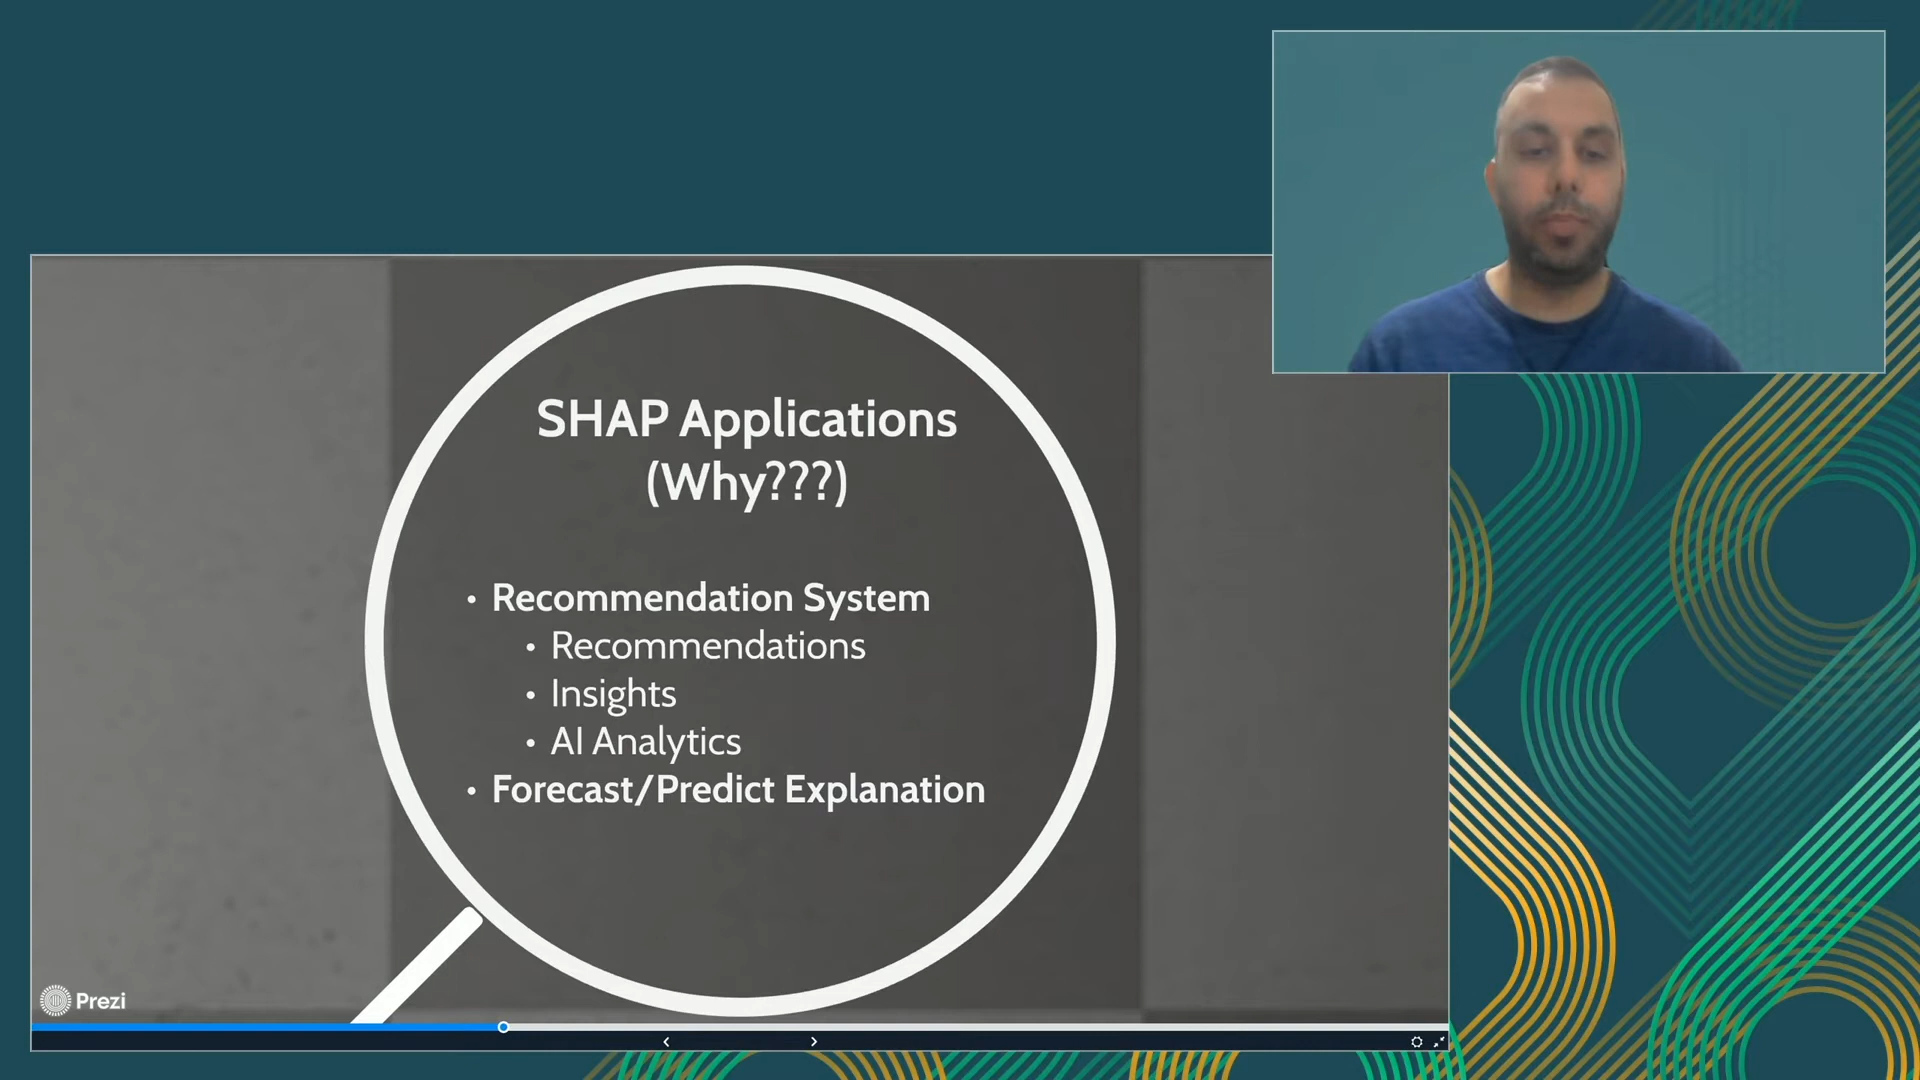 SHAP Applications
(Why???)
• Recommendation System
• Recommendations
• Insights
• AI Analytics
• Forecast/Predict Explanation
Prezi